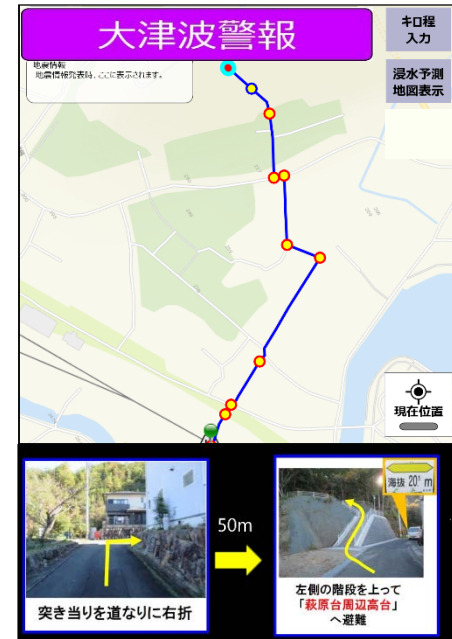 大津波警報
キロ程
入力
地震情報
地震情報発表時、ここに表示されます。
浸水予測
地図表示
現在位置
50m
海抜 20.1m
突き当りを道なりに右折
左側の階段を上って
「萩原台周辺高台」
へ避難